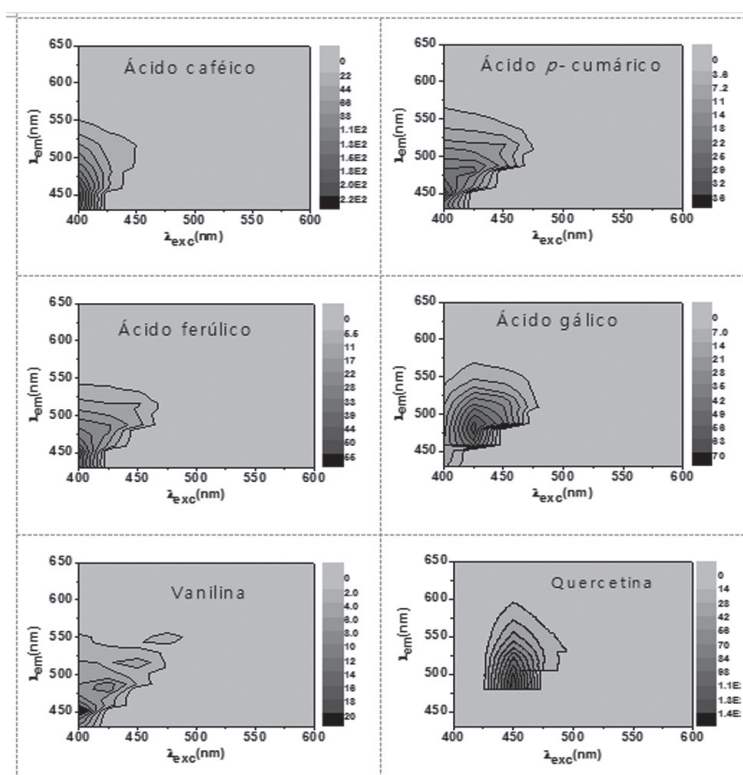 Ácido caféico
650
600
550
500
450
λem(nm)
400 450 500 550 600
λexc(nm)
0
22
44
66
88
1.1E2
1.3E2
1.5E2
1.8E2
2.0E2
2.2E2
Ácido p-cumárico
650
600
550
500
450
λem(nm)
400 450 500 550 600
λexc(nm)
0
3.6
7.2
11
14
18
22
25
29
32
36
Ácido ferúlico
650
600
550
500
450
λem(nm)
400 450 500 550 600
λexc(nm)
0
5.5
11
17
22
28
33
39
44
50
55
Ácido gálico
650
600
550
500
450
λem(nm)
400 450 500 550 600
λexc(nm)
0
7.0
14
21
28
35
42
49
56
63
70
Vanilina
650
600
550
500
450
λem(nm)
400 450 500 550 600
λexc(nm)
0
2.0
4.0
6.0
8.0
10
12
14
16
18
20
Quercetina
650
600
550
500
450
λem(nm)
400 450 500 550 600
λexc(nm)
0
14
28
42
56
70
84
98
1.1E
1.3E
1.4E